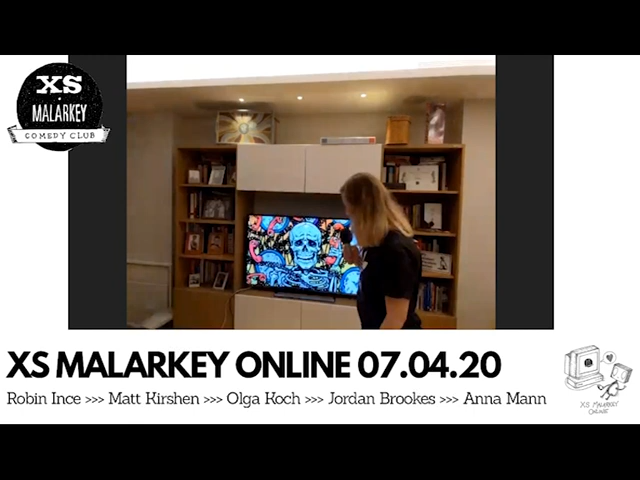 XS
MALARKEY
COMEDY CLUB
XS MALARKEY ONLINE 07.04.20
Robin Ince >>> Matt Kirshen >>> Olga Koch >>> Jordan Brookes >>> Anna Mann
XS MALARKEY
ONLINE